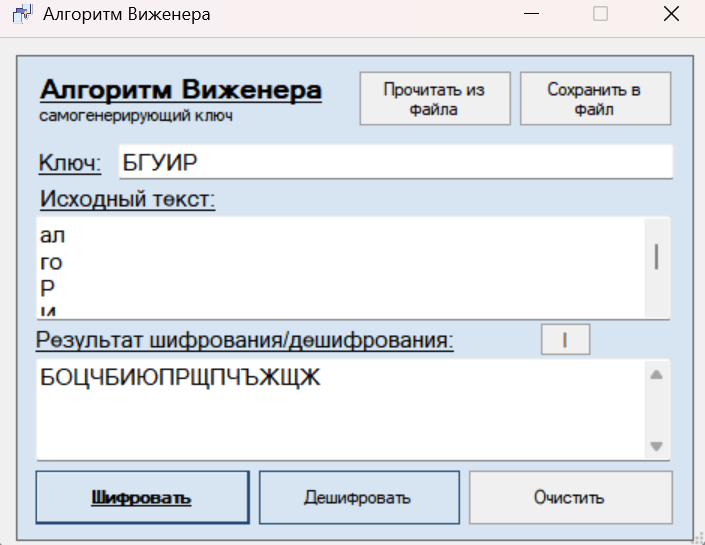 Алгоритм Виженера
Алгоритм Виженера
самогенерирующий ключ
Прочитать из
файла
Сохранить в
файл
Ключ:
БГУИР
Исходный текст:
ал
го
Р
И
Результат шифрования/дешифрования:
|
БОЦЧБИЮПРЩПЧЪЖЩЖ
Шифровать
Дешифровать
Очистить